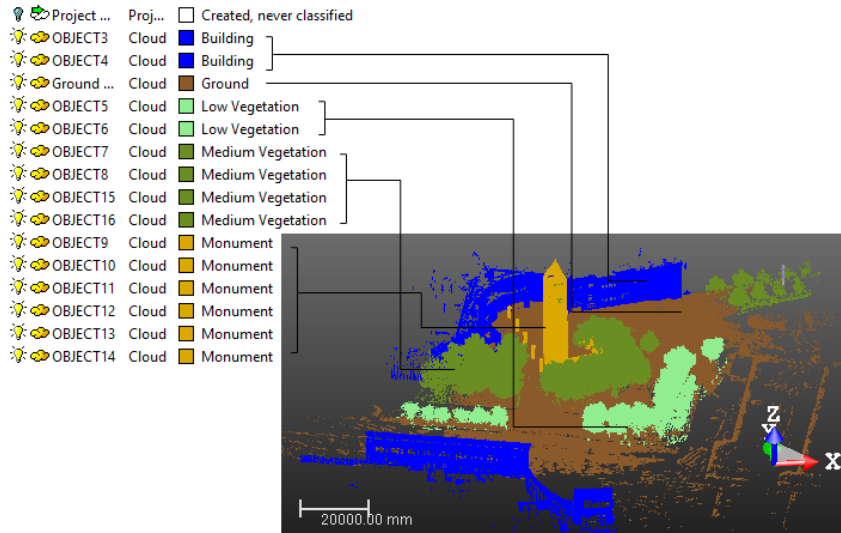 Project ... Proj... Created, never classified
OBJECT3 Cloud Building
OBJECT4 Cloud Building
Ground ... Cloud Ground
OBJECT5 Cloud Low Vegetation
OBJECT6 Cloud Low Vegetation
OBJECT7 Cloud Medium Vegetation
OBJECT8 Cloud Medium Vegetation
OBJECT15 Cloud Medium Vegetation
OBJECT16 Cloud Medium Vegetation
OBJECT9 Cloud Monument
OBJECT10 Cloud Monument
OBJECT11 Cloud Monument
OBJECT12 Cloud Monument
OBJECT13 Cloud Monument
OBJECT14 Cloud Monument
Z
Y
X
20000.00 mm